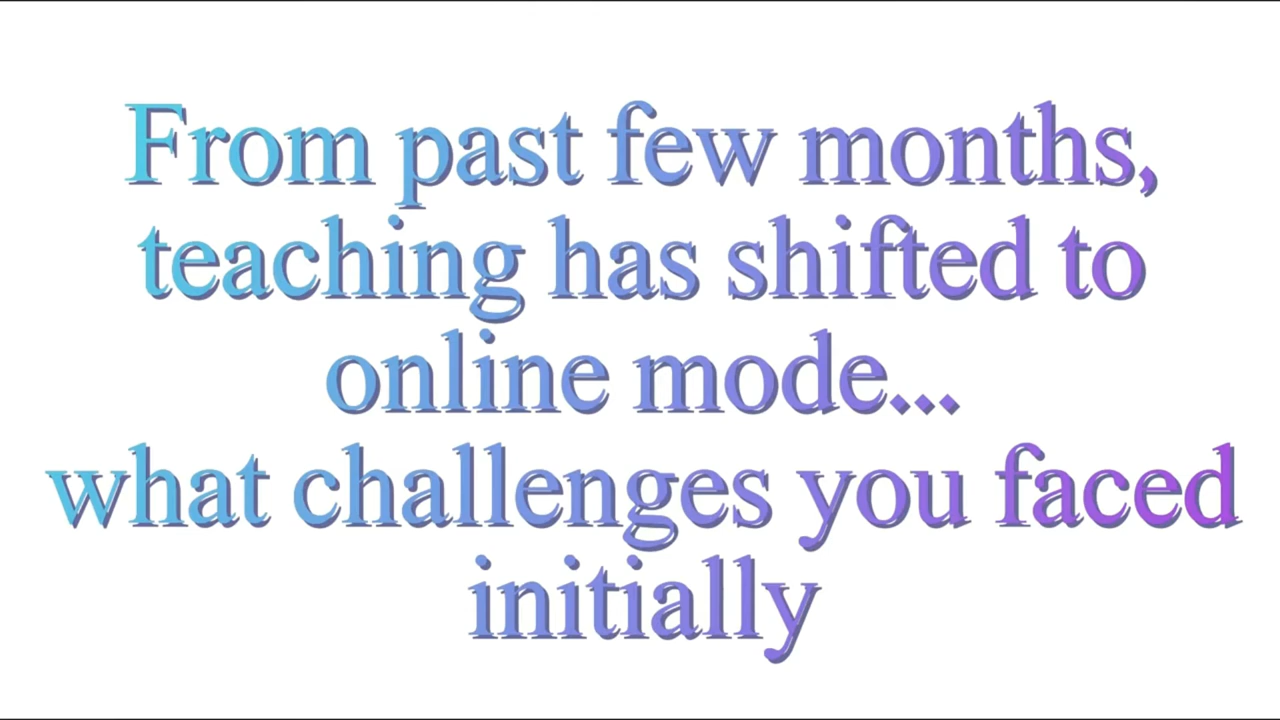 From past few months,
teaching has shifted to
online mode...
what challenges you faced
initially